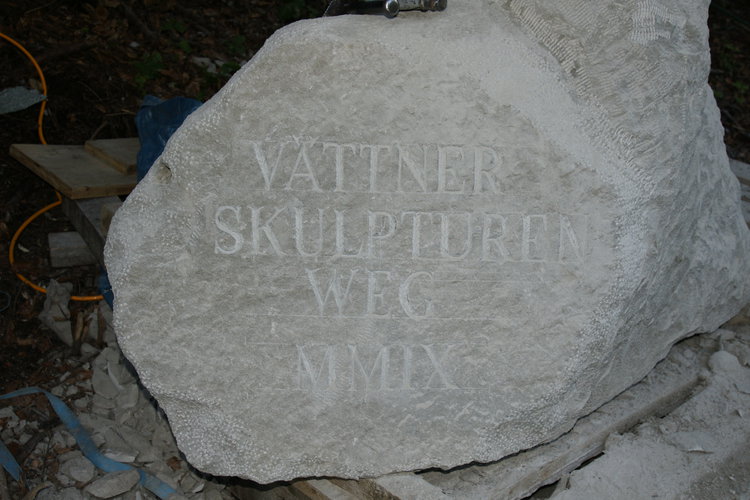 VÄTTNER
SKULPTUREN
WEG
MMIX